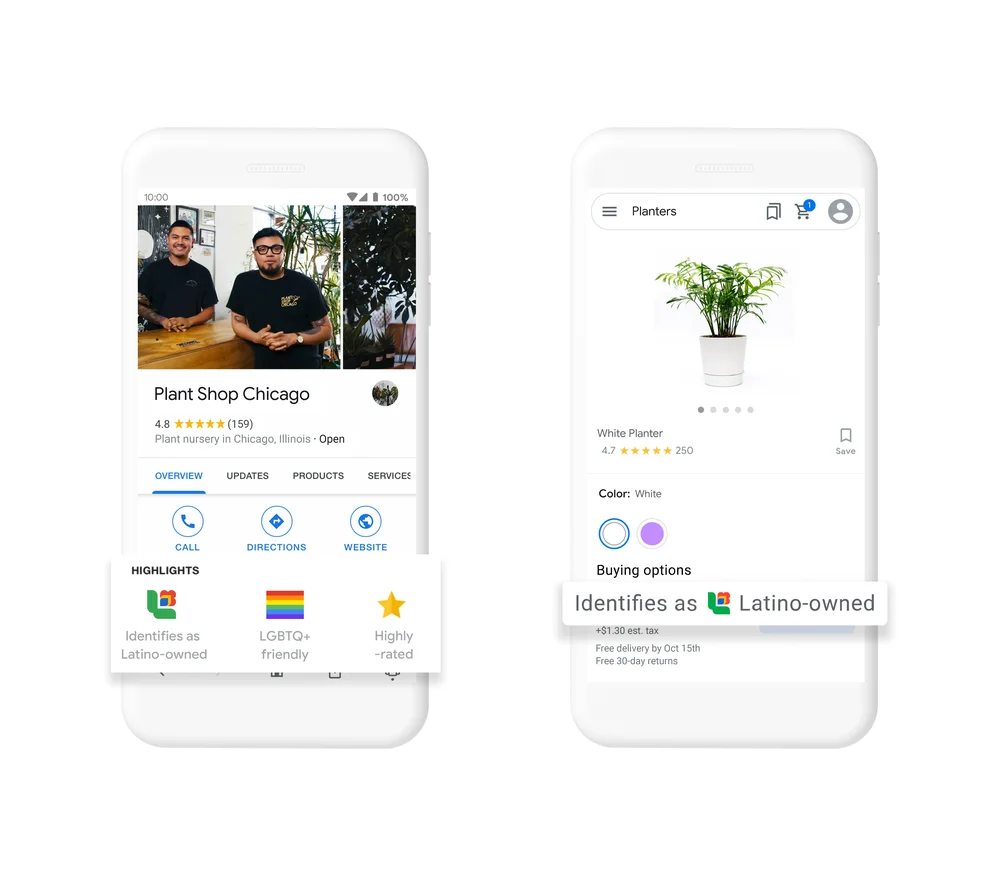 10:00
100%
PLANT
SHOP
CHICAGO
Plant Shop Chicago
4.8 ★★★★★ (159)
Plant nursery in Chicago, Illinois · Open
OVERVIEW UPDATES PRODUCTS SERVICES
CALL DIRECTIONS WEBSITE
HIGHLIGHTS
Identifies as
Latino-owned
LGBTQ+
friendly
Highly
-rated
Planters
1
White Planter
4.7 ★★★★★ 250
Save
Color: White
Buying options
Identifies as Latino-owned
+$1.30 est. tax
Free delivery by Oct 15th
Free 30-day returns